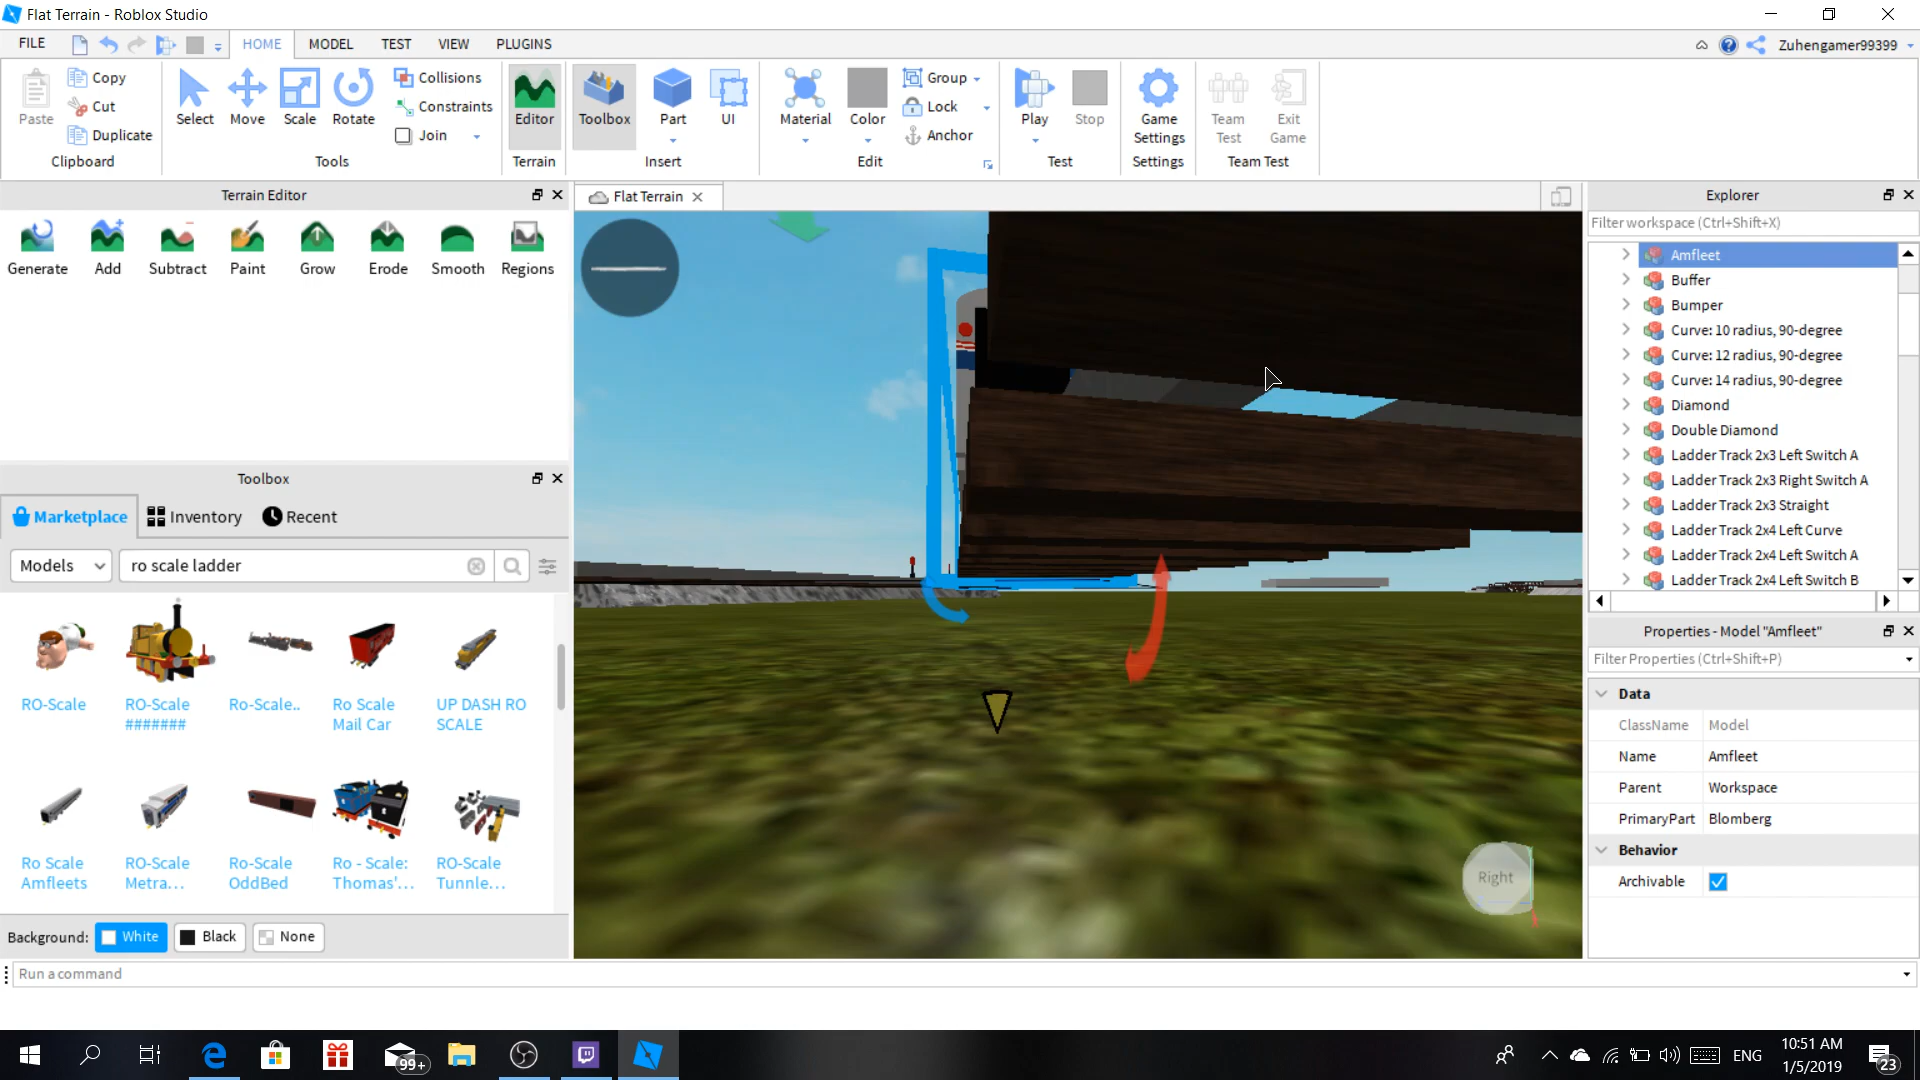 Flat Terrain - Roblox Studio
FILE HOME MODEL TEST VIEW PLUGINS Zuhengamer99399
Paste Copy Cut Duplicate Clipboard
Select Move Scale Rotate Collisions Constraints Join Tools
Editor Terrain
Toolbox Part UI Insert
Material Color Group Lock Anchor Edit
Play Stop Test
Game Settings Settings
Team Test Exit Game Team Test
Terrain Editor
Generate Add Subtract Paint Grow Erode Smooth Regions
Toolbox
Marketplace Inventory Recent
Models ro scale ladder
RO-Scale
RO-Scale #######
Ro-Scale..
Ro Scale Mail Car
UP DASH RO SCALE
Ro Scale Amfleets
RO-Scale Metra...
Ro-Scale OddBed
Ro - Scale: Thomas'...
RO-Scale Tunnle...
Background: White Black None
Flat Terrain
Right
Explorer
Filter workspace (Ctrl+Shift+X)
Amfleet
Buffer
Bumper
Curve: 10 radius, 90-degree
Curve: 12 radius, 90-degree
Curve: 14 radius, 90-degree
Diamond
Double Diamond
Ladder Track 2x3 Left Switch A
Ladder Track 2x3 Right Switch A
Ladder Track 2x3 Straight
Ladder Track 2x4 Left Curve
Ladder Track 2x4 Left Switch A
Ladder Track 2x4 Left Switch B
Properties - Model "Amfleet"
Filter Properties (Ctrl+Shift+P)
Data
ClassName Model
Name Amfleet
Parent Workspace
PrimaryPart Blomberg
Behavior
Archivable
Run a command
99+
ENG
10:51 AM
1/5/2019
23